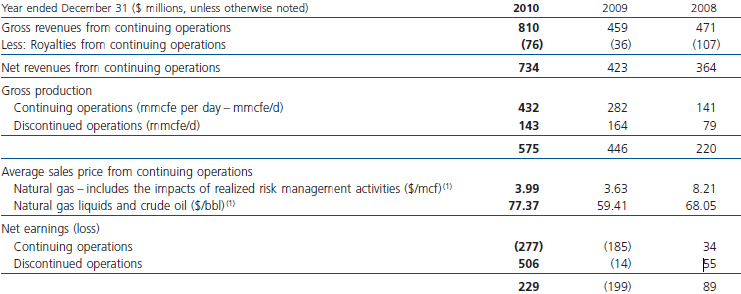 Year ended December 31 ($ millions, unless otherwise noted) 2010 2009 2008
Gross revenues from continuing operations 810 459 471
Less: Royalties from continuing operations (76) (36) (107)
Net revenues from continuing operations 734 423 364
Gross production
Continuing operations (mmcfe per day – mmcfe/d) 432 282 141
Discontinued operations (mmcfe/d) 143 164 79
575 446 220
Average sales price from continuing operations
Natural gas – includes the impacts of realized risk management activities ($/mcf)(1) 3.99 3.63 8.21
Natural gas liquids and crude oil ($/bbl)(1) 77.37 59.41 68.05
Net earnings (loss)
Continuing operations (277) (185) 34
Discontinued operations 506 (14) 55
229 (199) 89